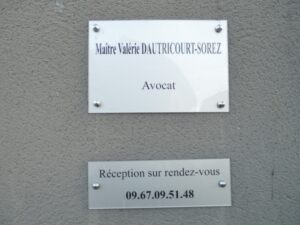 Maître Valérie DAUTRICOURT-SOREZ
Avocat
Réception sur rendez-vous
09.67.09.51.48